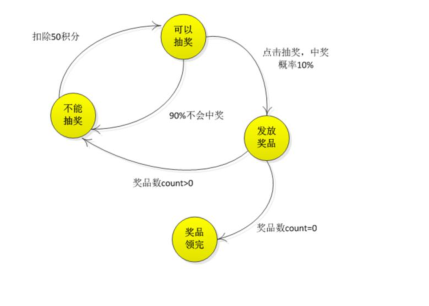 可以
抽奖
扣除50积分
点击抽奖，中奖
概率10%
不能
抽奖
90%不会中奖
发放
奖品
奖品数count>0
奖品数count=0
奖品
领完